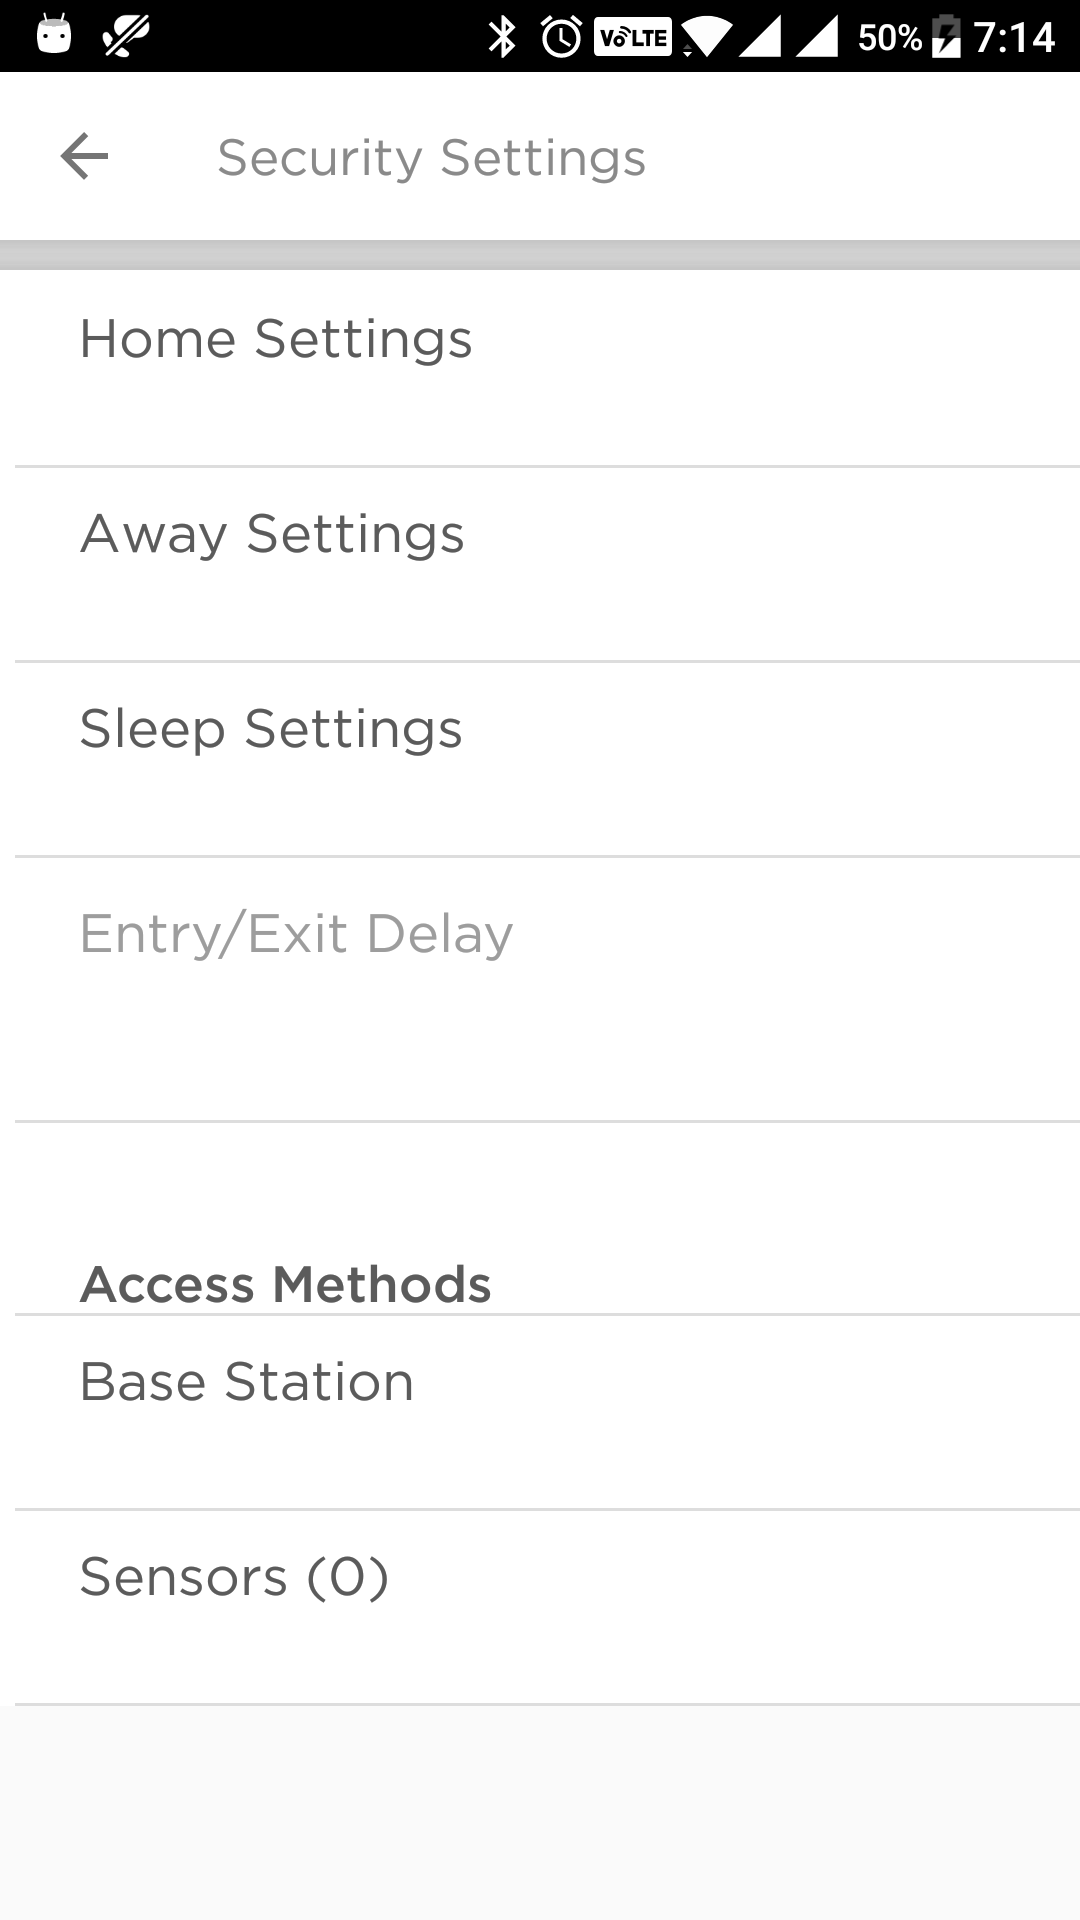 VoLTE 50% 7:14
Security Settings
Home Settings
Away Settings
Sleep Settings
Entry/Exit Delay
Access Methods
Base Station
Sensors (0)